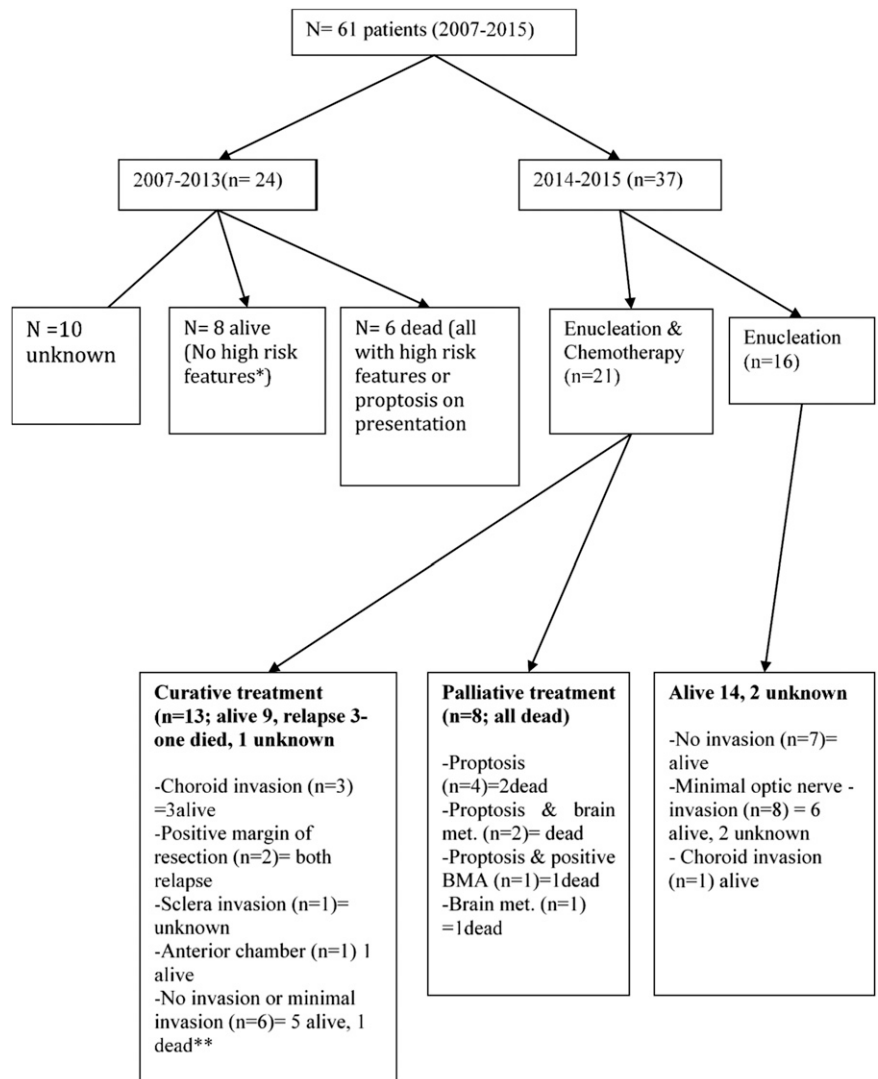 N= 61 patients (2007-2015)
2007-2013(n= 24)
2014-2015 (n=37)
N =10
unknown
N= 8 alive
(No high risk
features*)
N= 6 dead (all
with high risk
features or
proptosis on
presentation
Enucleation &
Chemotherapy
(n=21)
Enucleation
(n=16)
Curative treatment
(n=13; alive 9, relapse 3-
one died, 1 unknown
-Choroid invasion (n=3)
=3alive
-Positive margin of
resection (n=2)= both
relapse
-Sclera invasion (n=1)=
unknown
-Anterior chamber (n=1) 1
alive
-No invasion or minimal
invasion (n=6)= 5 alive, 1
dead**
Palliative treatment
(n=8; all dead)
-Proptosis
(n=4)=2dead
-Proptosis & brain
met. (n=2)= dead
-Proptosis & positive
BMA (n=1)=1dead
-Brain met. (n=1)
=1dead
Alive 14, 2 unknown
-No invasion (n=7)=
alive
-Minimal optic nerve -
invasion (n=8) = 6
alive, 2 unknown
- Choroid invasion
(n=1) alive